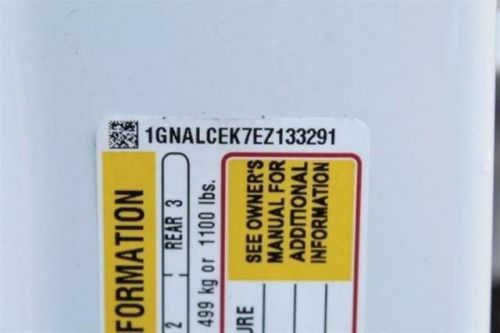 1GNALCEK7EZ133291
SEE OWNER'S
MANUAL FOR
ADDITIONAL
INFORMATION
FORMATION
2 REAR 3
499 kg or 1100 lbs.
URE